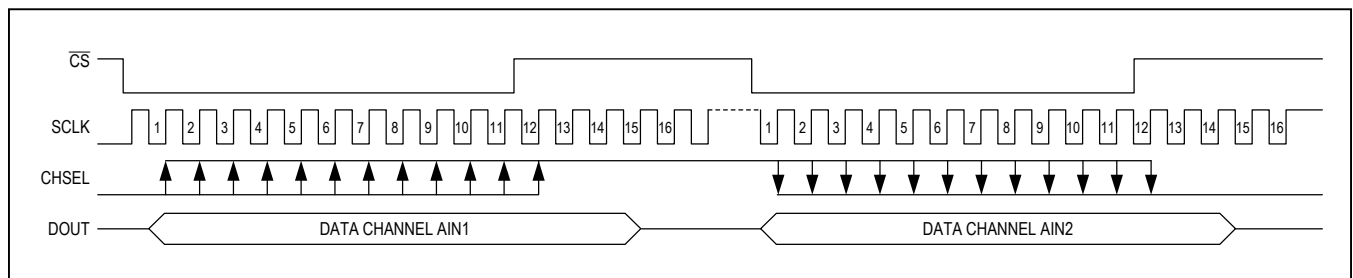 CS
SCLK 1 2 3 4 5 6 7 8 9 10 11 12 13 14 15 16 1 2 3 4 5 6 7 8 9 10 11 12 13 14 15 16
CHSEL
DOUT DATA CHANNEL AIN1 DATA CHANNEL AIN2